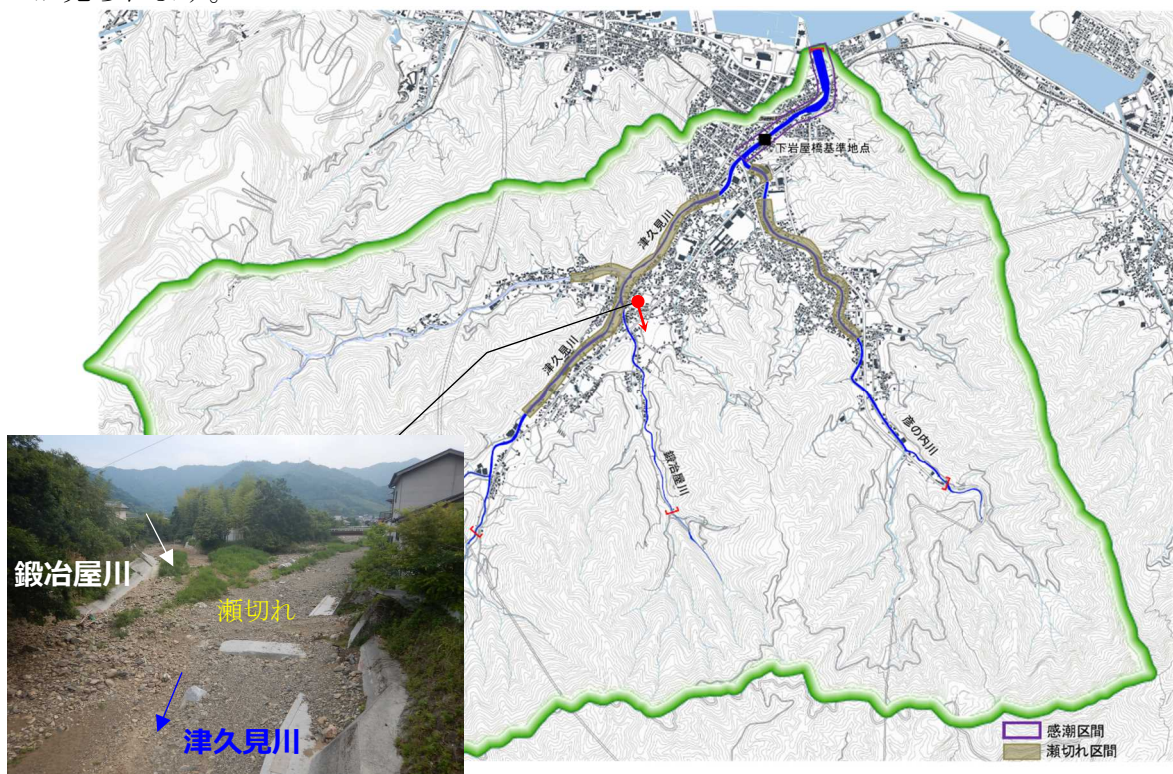 下岩屋橋基準地点
津久見川
津久見川
鍛冶屋川
彦の内川
鍛冶屋川
瀬切れ
津久見川
感潮区間
瀬切れ区間